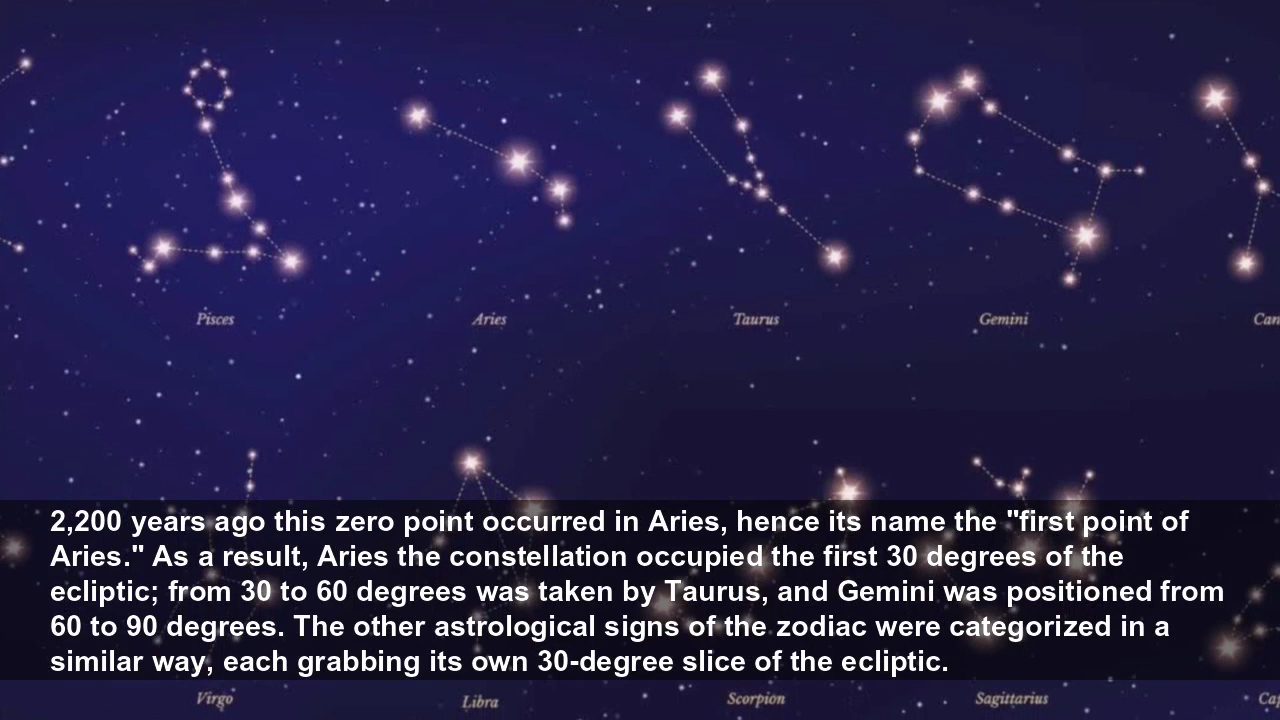 Pisces
Aries
Taurus
Gemini
2,200 years ago this zero point occurred in Aries, hence its name the "first point of
Aries." As a result, Aries the constellation occupied the first 30 degrees of the
ecliptic; from 30 to 60 degrees was taken by Taurus, and Gemini was positioned from
60 to 90 degrees. The other astrological signs of the zodiac were categorized in a
similar way, each grabbing its own 30-degree slice of the ecliptic.
Virgo
Libra
Scorpion
Sagittarius